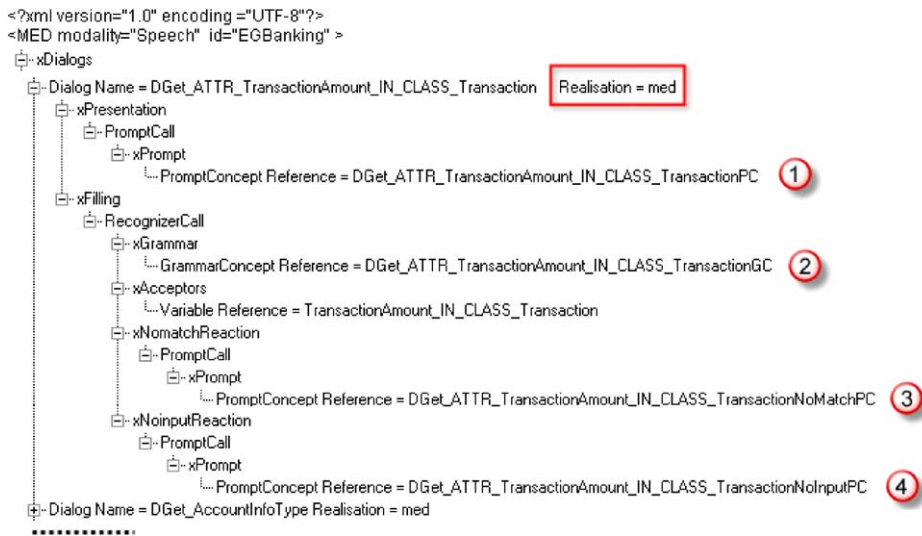 <?xml version="1.0" encoding ="UTF-8"?>
<MED modality="Speech" id="EGBanking" >
xDialogs
Dialog Name = DGet_ATTR_TransactionAmount_IN_CLASS_Transaction Realisation = med
xPresentation
PromptCall
xPrompt
PromptConcept Reference = DGet_ATTR_TransactionAmount_IN_CLASS_TransactionPC 1
xFilling
RecognizerCall
xGrammar
GrammarConcept Reference = DGet_ATTR_TransactionAmount_IN_CLASS_TransactionGC 2
xAcceptors
Variable Reference = TransactionAmount_IN_CLASS_Transaction
xNomatchReaction
PromptCall
xPrompt
PromptConcept Reference = DGet_ATTR_TransactionAmount_IN_CLASS_TransactionNoMatchPC 3
xNoinputReaction
PromptCall
xPrompt
PromptConcept Reference = DGet_ATTR_TransactionAmount_IN_CLASS_TransactionNoInputPC 4
Dialog Name = DGet_AccountInfoType Realisation = med